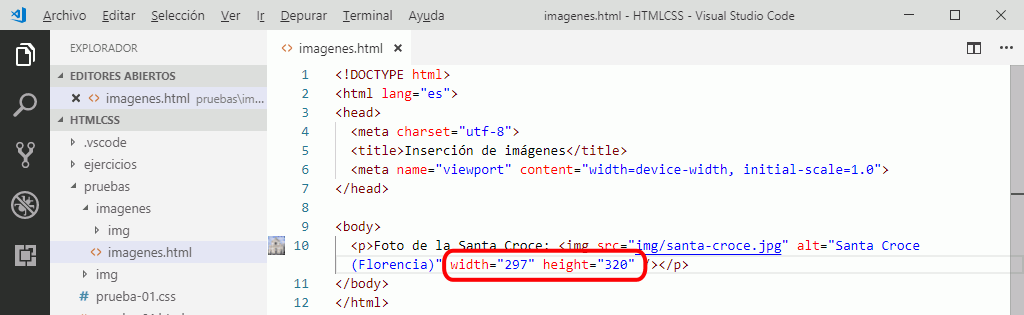 Archivo Editar Selección Ver Ir Depurar Terminal Ayuda imagenes.html - HTMLCSS - Visual Studio Code
EXPLORADOR
EDITORES ABIERTOS
imagenes.html pruebas\im...
HTMLCSS
.vscode
ejercicios
pruebas
imagenes
img
imagenes.html
img
prueba-01.css
imagenes.html
1 <!DOCTYPE html>
2 <html lang="es">
3 <head>
4 <meta charset="utf-8">
5 <title>Inserción de imágenes</title>
6 <meta name="viewport" content="width=device-width, initial-scale=1.0">
7 </head>
8
9 <body>
10 <p>Foto de la Santa Croce: <img src="img/santa-croce.jpg" alt="Santa Croce
(Florencia)" width="297" height="320" /></p>
11 </body>
12 </html>